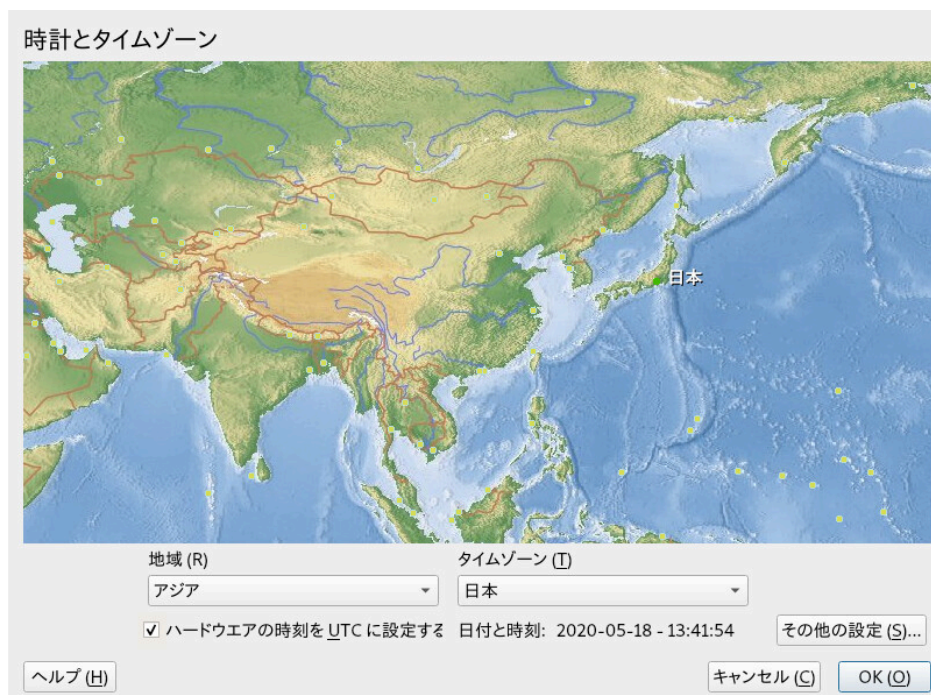 時計とタイムゾーン
日本
地域 (R)
タイムゾーン (T)
アジア
日本
ハードウエアの時刻を UTC に設定する
日付と時刻: 2020-05-18 - 13:41:54
その他の設定 (S)...
ヘルプ (H)
キャンセル (C)
OK (O)